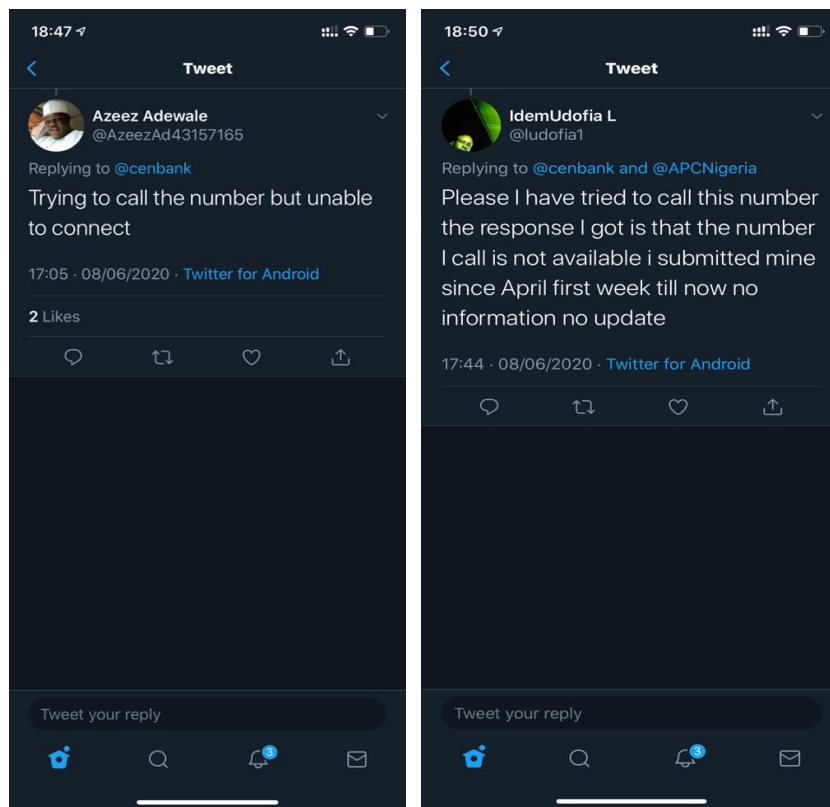 18:47
Tweet
Azeez Adewale
@AzeezAd43157165
Replying to @cenbank
Trying to call the number but unable
to connect
17:05 · 08/06/2020 · Twitter for Android
2 Likes
Tweet your reply
3
18:50
Tweet
IdemUdofia L
@Iudofia1
Replying to @cenbank and @APCNigeria
Please I have tried to call this number
the response I got is that the number
I call is not available i submitted mine
since April first week till now no
information no update
17:44 · 08/06/2020 · Twitter for Android
Tweet your reply
3